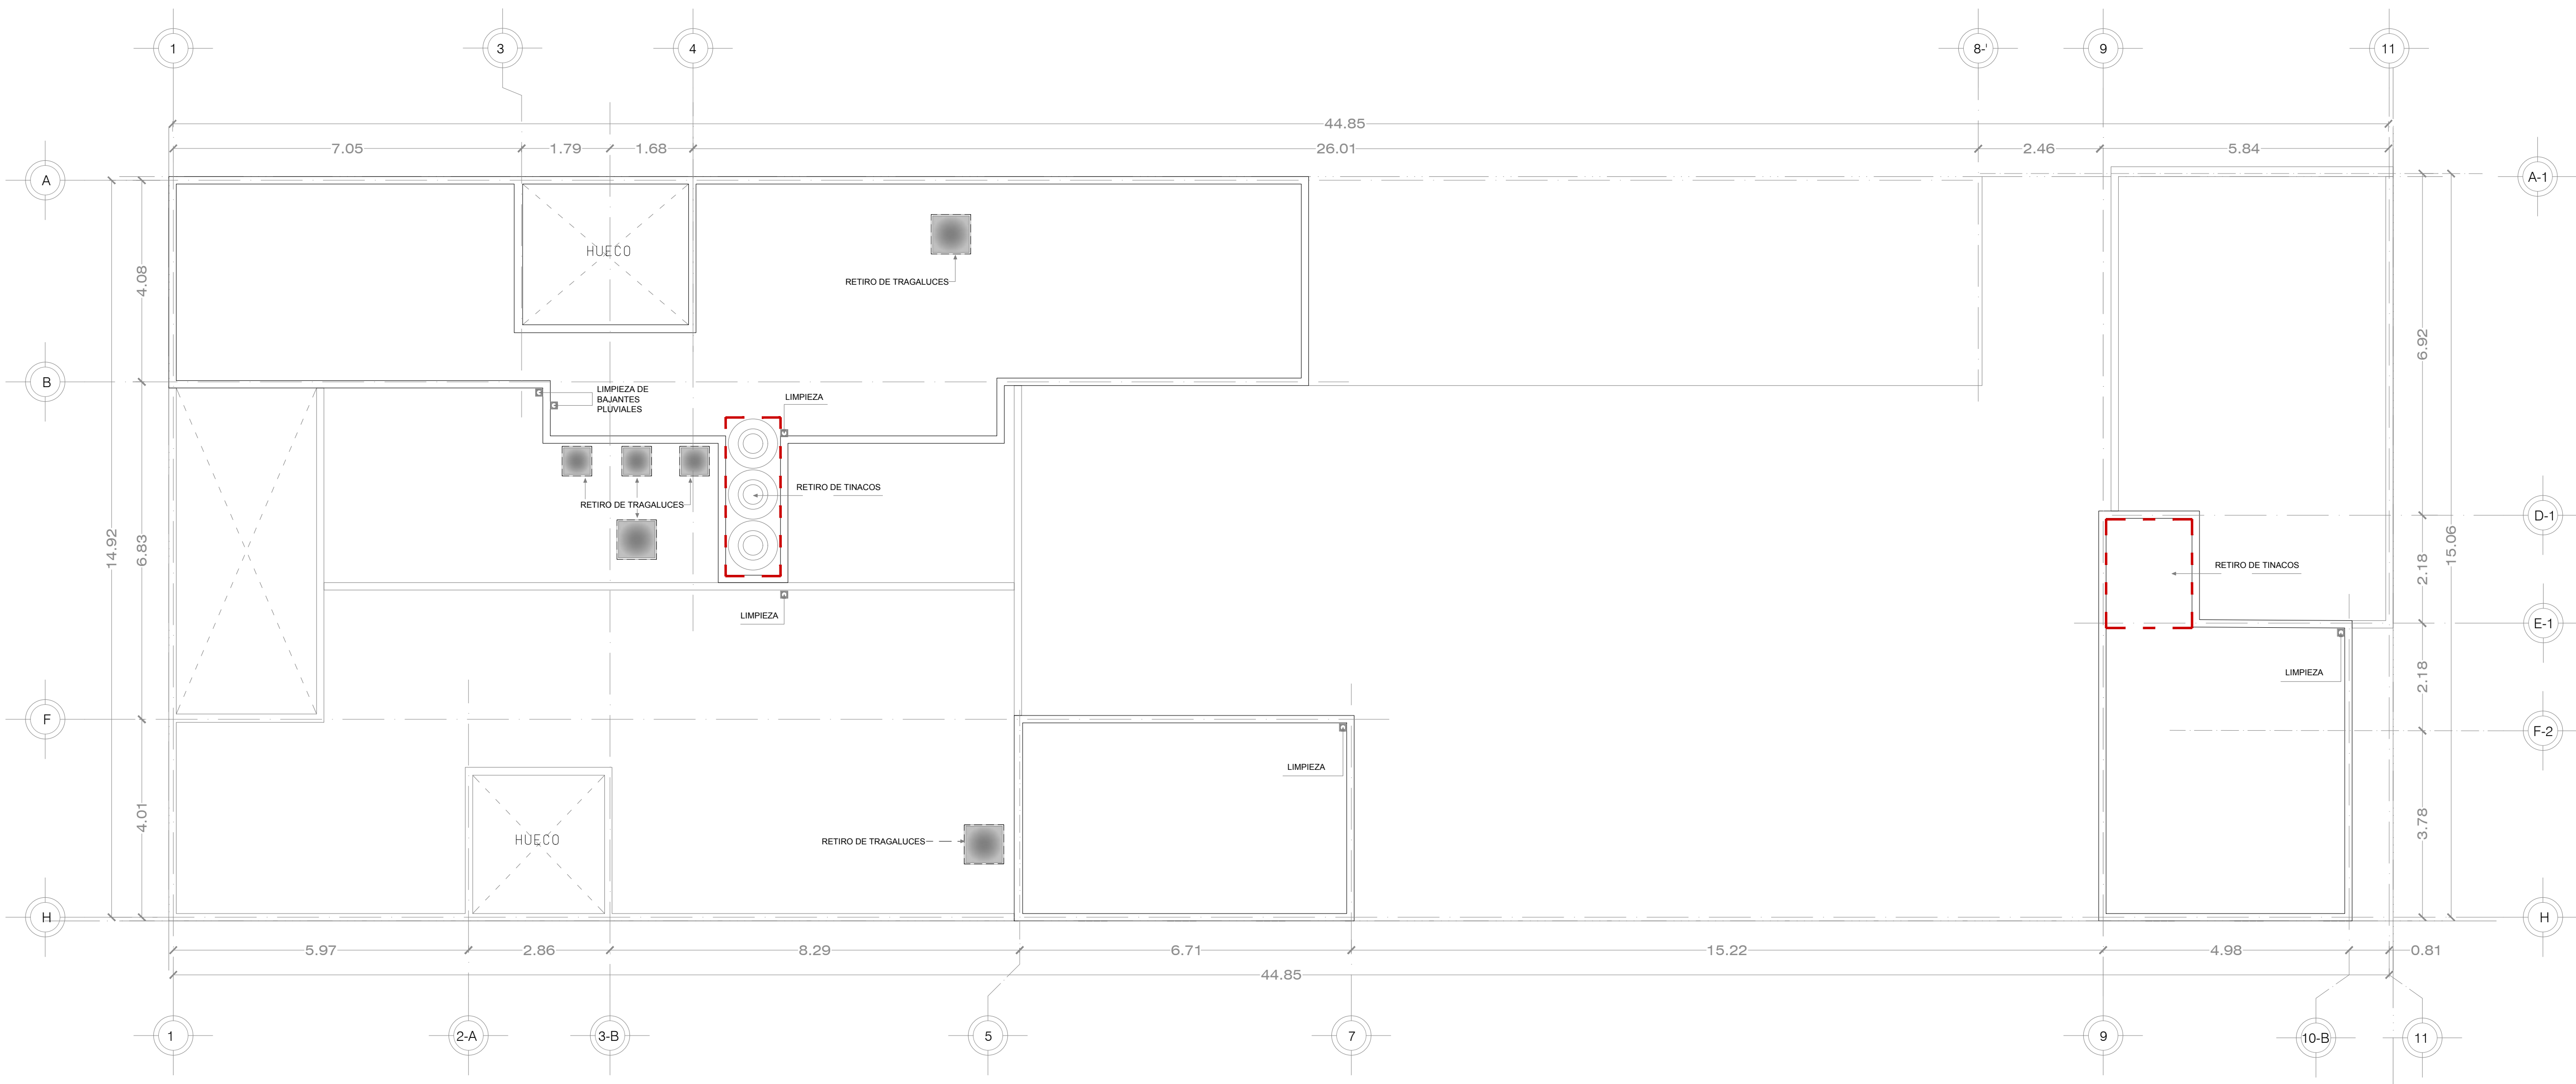 1
3
4
8-'
9
11
44.85
7.05
1.79
1.68
26.01
2.46
5.84
A
A-1
HUECO
RETIRO DE TRAGALUCES
4.08
6.92
B
LIMPIEZA DE
BAJANTES
PLUVIALES
LIMPIEZA
RETIRO DE TINACOS
RETIRO DE TRAGALUCES
D-1
14.92
6.83
15.06
2.18
RETIRO DE TINACOS
LIMPIEZA
E-1
LIMPIEZA
2.18
F
F-2
LIMPIEZA
4.01
3.78
HUECO
RETIRO DE TRAGALUCES
H
H
5.97
2.86
8.29
6.71
15.22
4.98
0.81
44.85
1
2-A
3-B
5
7
9
10-B
11